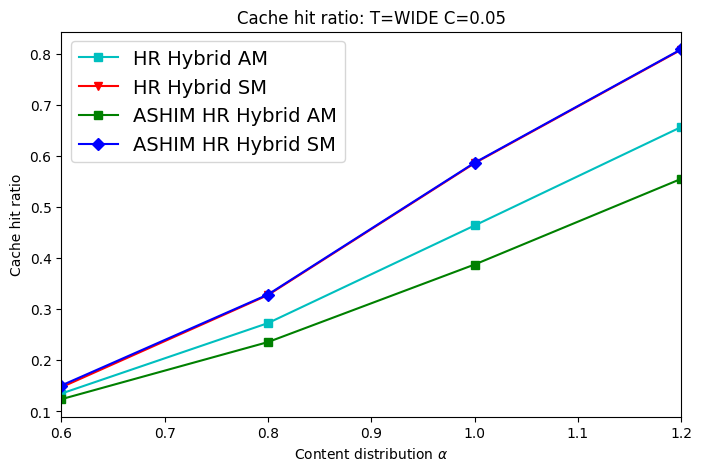 Cache hit ratio: T=WIDE C=0.05
HR Hybrid AM
HR Hybrid SM
ASHIM HR Hybrid AM
ASHIM HR Hybrid SM
Cache hit ratio
0.8
0.7
0.6
0.5
0.4
0.3
0.2
0.1
0.6 0.7 0.8 0.9 1.0 1.1 1.2
Content distribution α